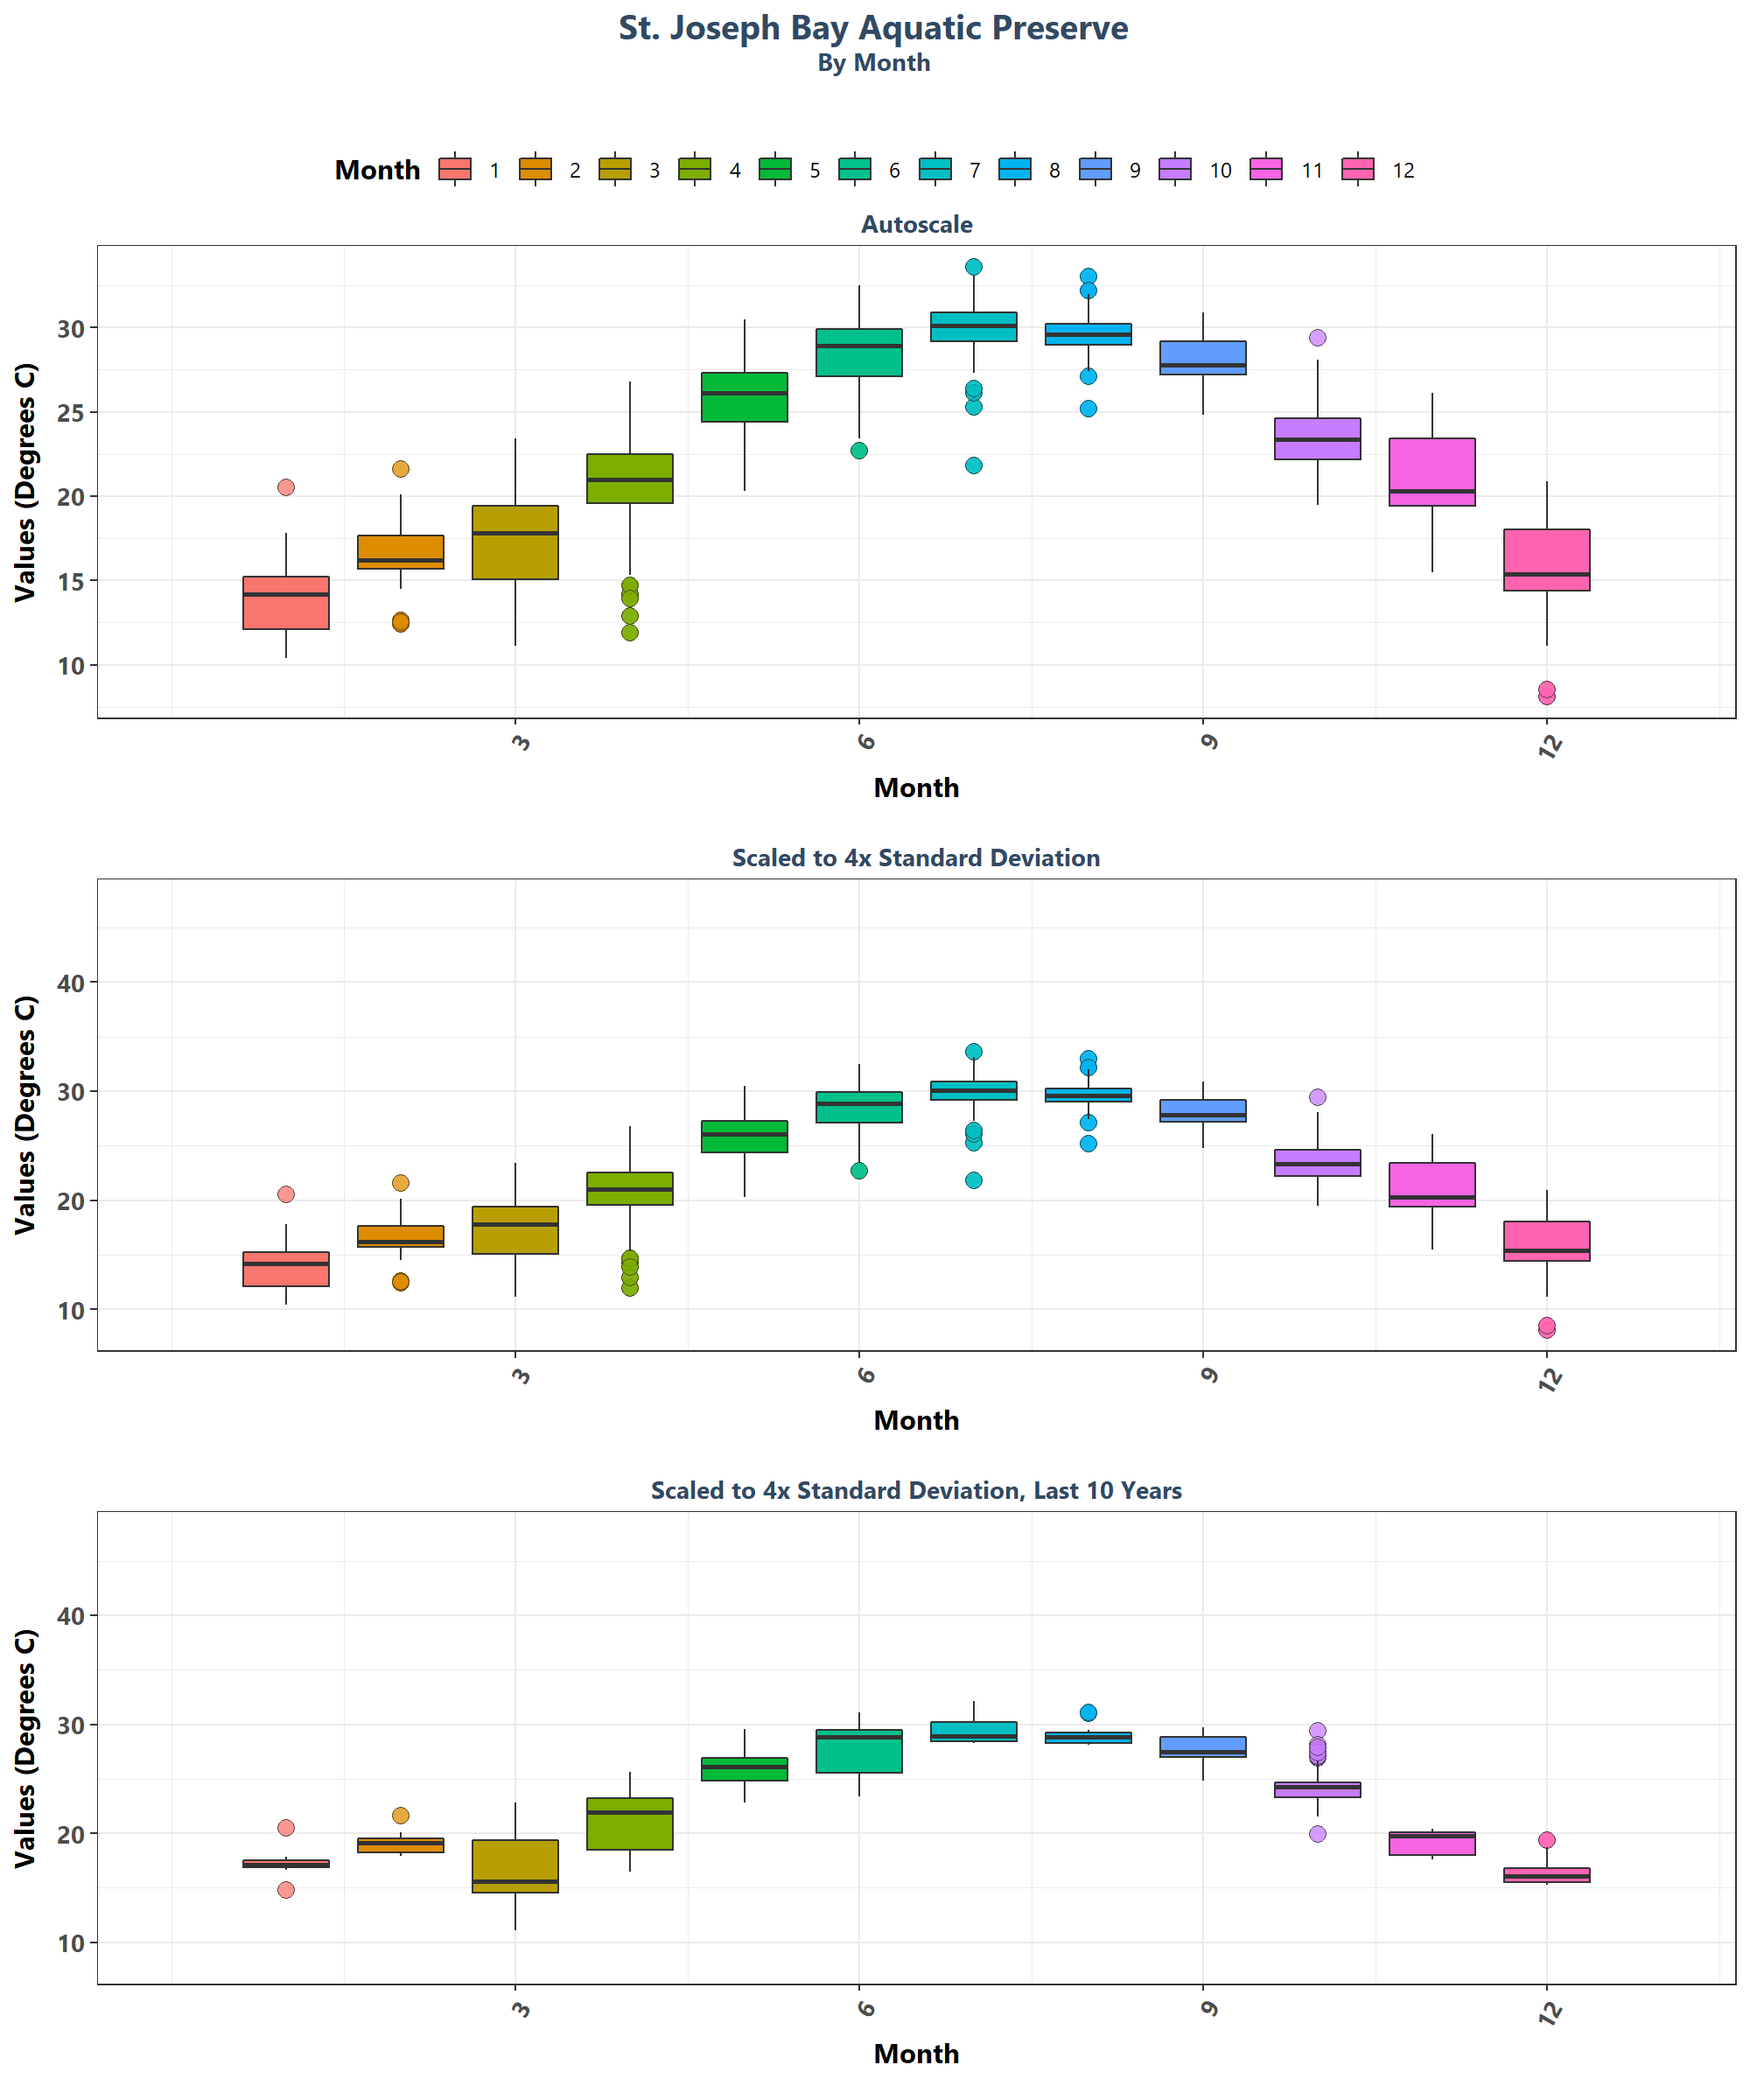 St. Joseph Bay Aquatic Preserve
By Month
Month 1 2 3 4 5 6 7 8 9 10 11 12
Autoscale
Values (Degrees C)
30
25
20
15
10
3 6 9 12
Month
Scaled to 4x Standard Deviation
Values (Degrees C)
40
30
20
10
3 6 9 12
Month
Scaled to 4x Standard Deviation, Last 10 Years
Values (Degrees C)
40
30
20
10
3 6 9 12
Month